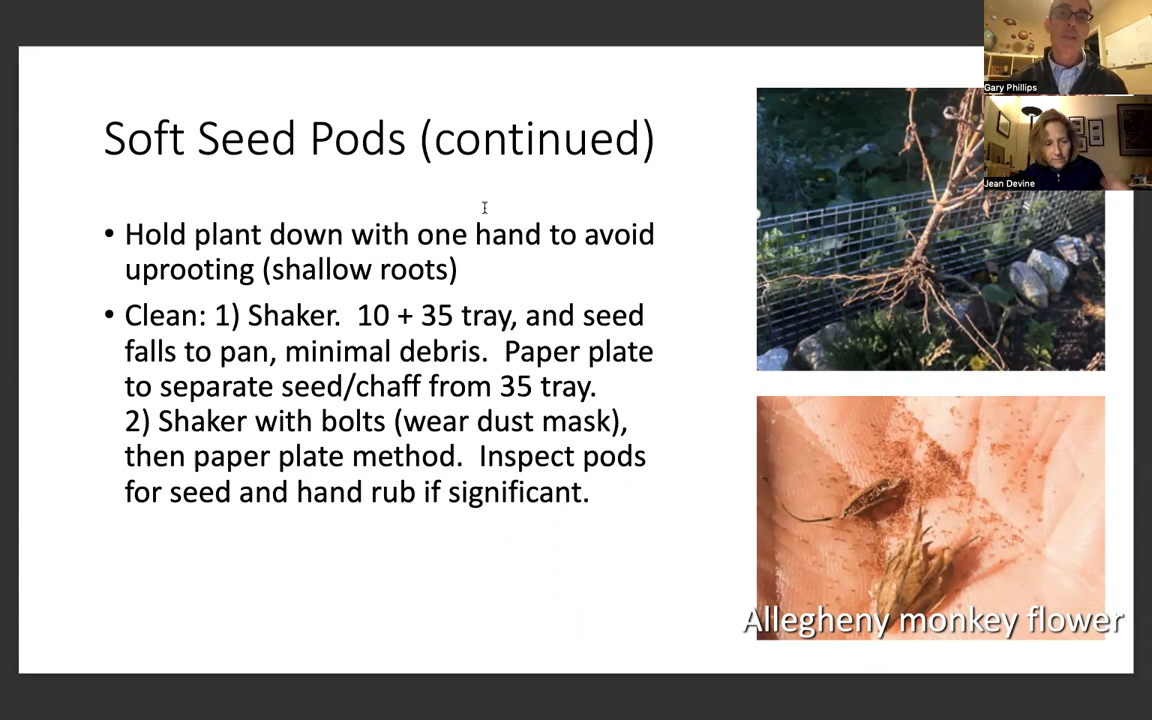 Soft Seed Pods (continued)
• Hold plant down with one hand to avoid
uprooting (shallow roots)
• Clean: 1) Shaker.  10 + 35 tray, and seed
falls to pan, minimal debris.  Paper plate
to separate seed/chaff from 35 tray.
2) Shaker with bolts (wear dust mask),
then paper plate method.  Inspect pods
for seed and hand rub if significant.
Gary Phillips
Jean Devine
Allegheny monkey flower